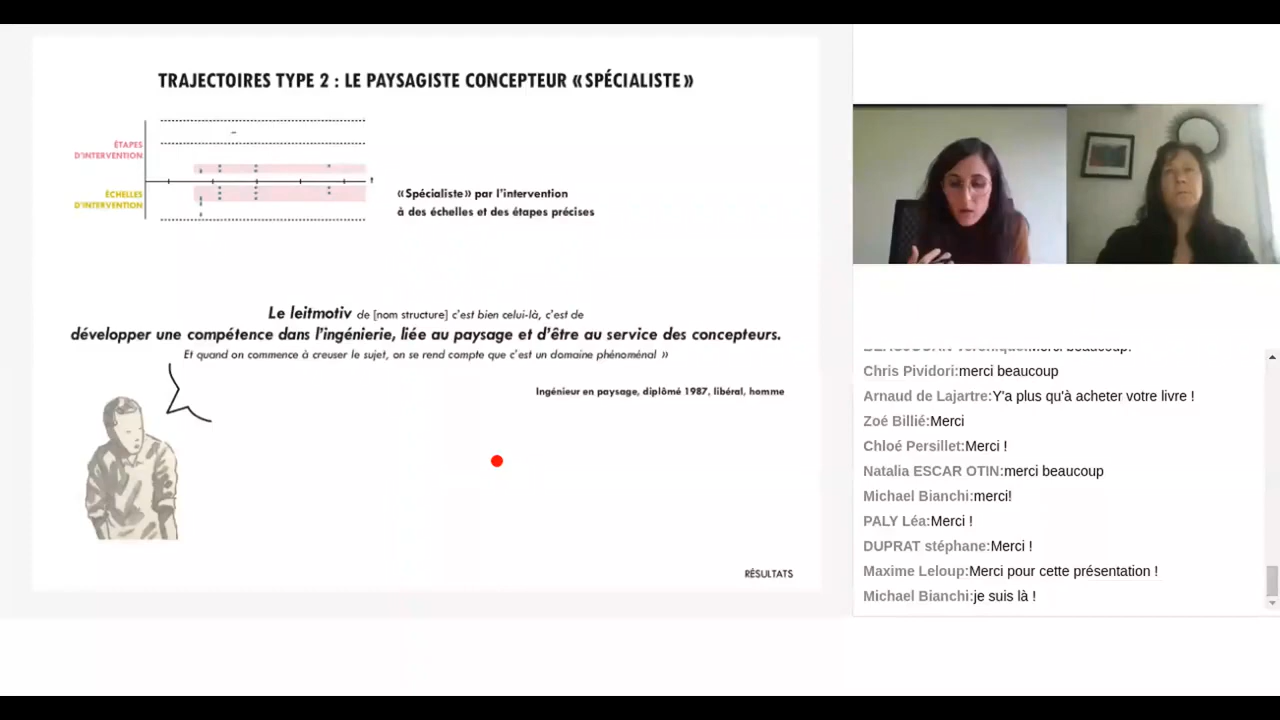 TRAJECTOIRES TYPE 2 : LE PAYSAGISTE CONCEPTEUR « SPÉCIALISTE »
ÉTAPES
D'INTERVENTION
ÉCHELLES
D'INTERVENTION
t
« Spécialiste » par l'intervention
à des échelles et des étapes précises
Le leitmotiv de [nom structure] c'est bien celui-là, c'est de
développer une compétence dans l'ingénierie, liée au paysage et d'être au service des concepteurs.
Et quand on commence à creuser le sujet, on se rend compte que c'est un domaine phénoménal »
Ingénieur en paysage, diplômé 1987, libéral, homme
RÉSULTATS
Chris Pividori:merci beaucoup
Arnaud de Lajartre:Y'a plus qu'à acheter votre livre !
Zoé Billié:Merci
Chloé Persillet:Merci !
Natalia ESCAR OTIN:merci beaucoup
Michael Bianchi:merci!
PALY Léa:Merci !
DUPRAT stéphane:Merci !
Maxime Leloup:Merci pour cette présentation !
Michael Bianchi:je suis là !